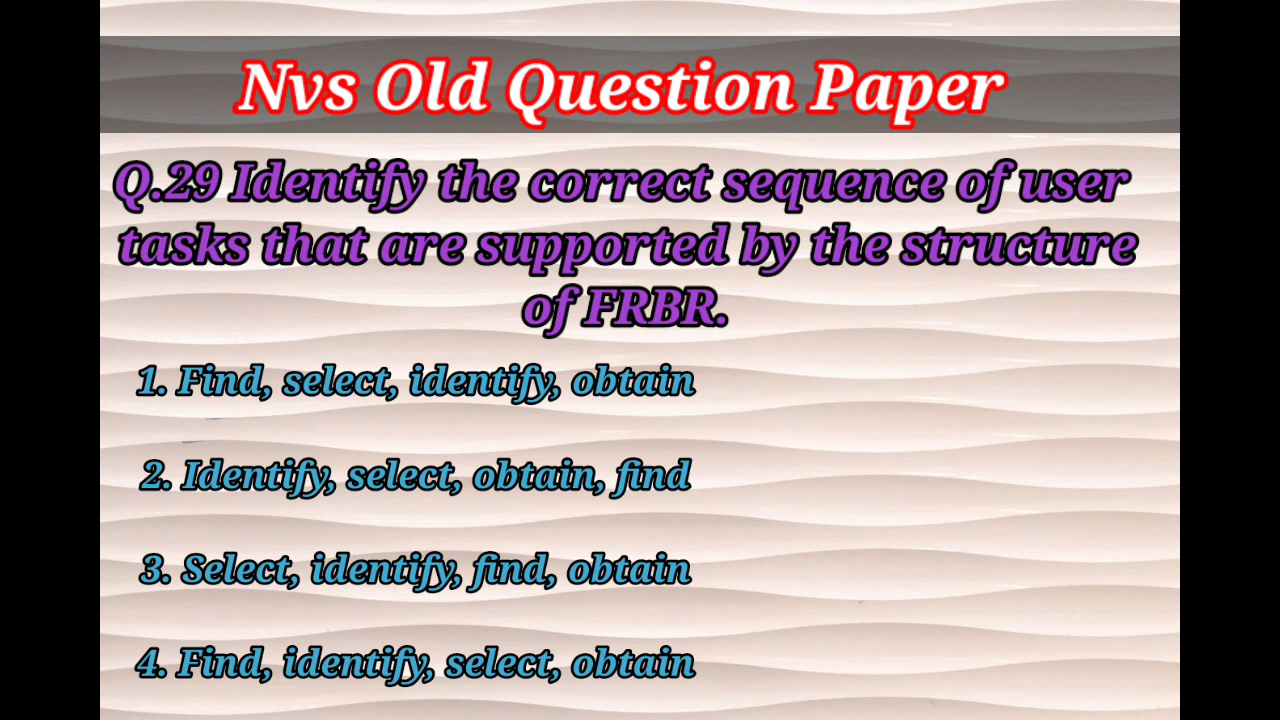 Nvs Old Question Paper
Q.29 Identify the correct sequence of user
tasks that are supported by the structure
of FRBR.
1. Find, select, identify, obtain
2. Identify, select, obtain, find
3. Select, identify, find, obtain
4. Find, identify, select, obtain